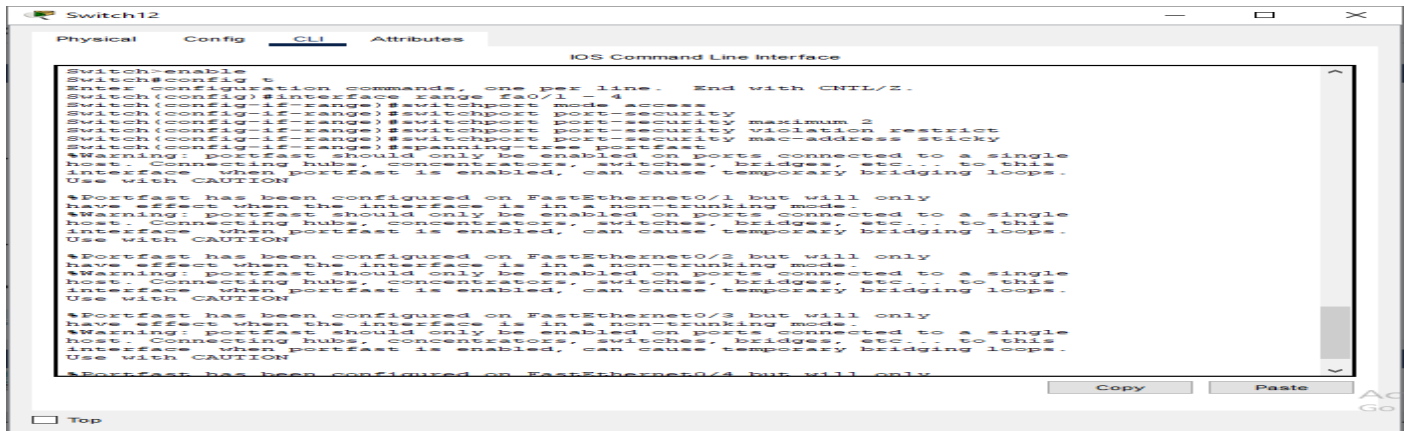 Switch12
Physical Config CLI Attributes
IOS Command Line Interface
Switch>enable
Switch#config t
Enter configuration commands, one per line. End with CNTL/Z.
Switch(config)#interface range fa0/1 - 4
Switch(config-if-range)#switchport mode access
Switch(config-if-range)#switchport port-security
Switch(config-if-range)#switchport port-security maximum 2
Switch(config-if-range)#switchport port-security violation restrict
Switch(config-if-range)#switchport port-security mac-address sticky
Switch(config-if-range)#spanning-tree portfast
%Warning: portfast should only be enabled on ports connected to a single
host. Connecting hubs, concentrators, switches, bridges, etc... to this
interface when portfast is enabled, can cause temporary bridging loops.
Use with CAUTION
%Portfast has been configured on FastEthernet0/1 but will only
have effect when the interface is in a non-trunking mode.
%Warning: portfast should only be enabled on ports connected to a single
host. Connecting hubs, concentrators, switches, bridges, etc... to this
interface when portfast is enabled, can cause temporary bridging loops.
Use with CAUTION
%Portfast has been configured on FastEthernet0/2 but will only
have effect when the interface is in a non-trunking mode.
%Warning: portfast should only be enabled on ports connected to a single
host. Connecting hubs, concentrators, switches, bridges, etc... to this
interface when portfast is enabled, can cause temporary bridging loops.
Use with CAUTION
%Portfast has been configured on FastEthernet0/3 but will only
have effect when the interface is in a non-trunking mode.
%Warning: portfast should only be enabled on ports connected to a single
host. Connecting hubs, concentrators, switches, bridges, etc... to this
interface when portfast is enabled, can cause temporary bridging loops.
Use with CAUTION
%Portfast has been configured on FastEthernet0/4 but will only
Copy Paste
Ac
Go
Top